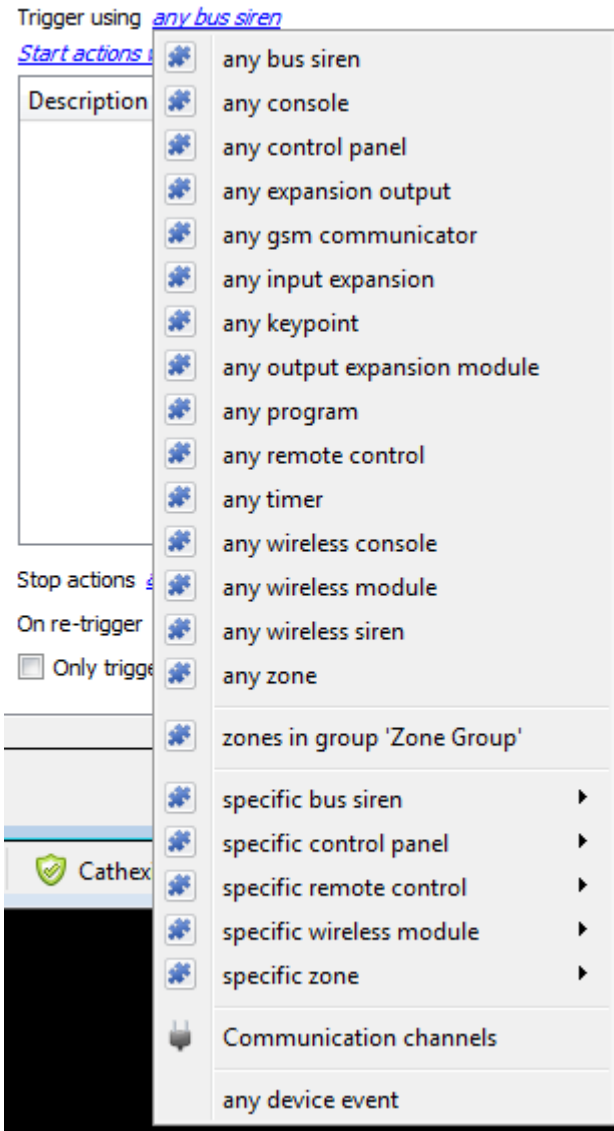 Trigger using any bus siren
Start actions
Description
any bus siren
any console
any control panel
any expansion output
any gsm communicator
any input expansion
any keypoint
any output expansion module
any program
any remote control
any timer
any wireless console
any wireless module
any wireless siren
any zone
zones in group 'Zone Group'
specific bus siren
specific control panel
specific remote control
specific wireless module
specific zone
Communication channels
any device event
Stop actions
On re-trigger
Only trigge
Cathex